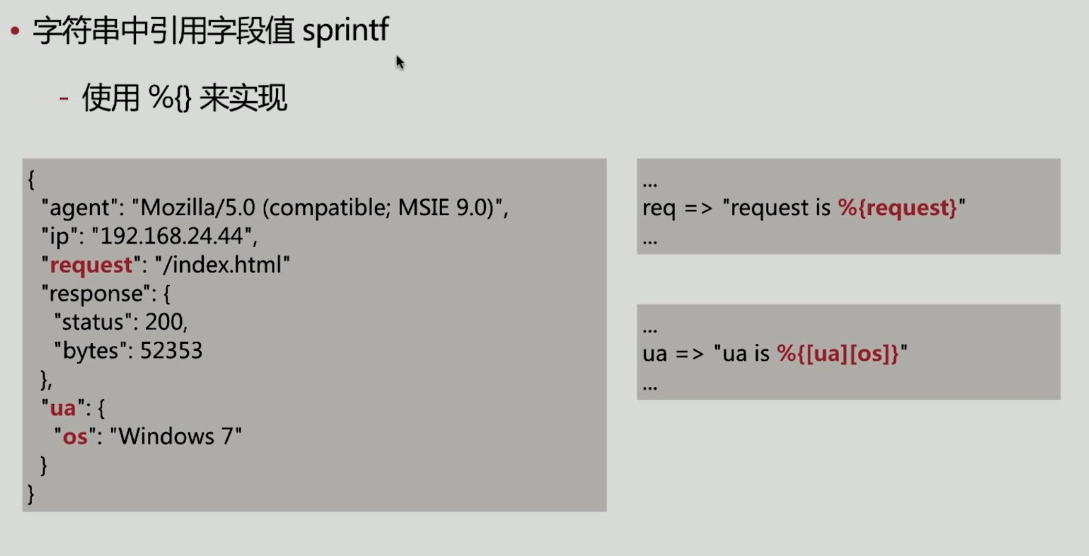 • 字符串中引用字段值 sprintf
- 使用 %{} 来实现
{
"agent": "Mozilla/5.0 (compatible; MSIE 9.0)",
"ip": "192.168.24.44",
"request": "/index.html"
"response": {
"status": 200,
"bytes": 52353
},
"ua": {
"os": "Windows 7"
}
}
...
req => "request is %{request}"
...
...
ua => "ua is %{[ua][os]}"
...